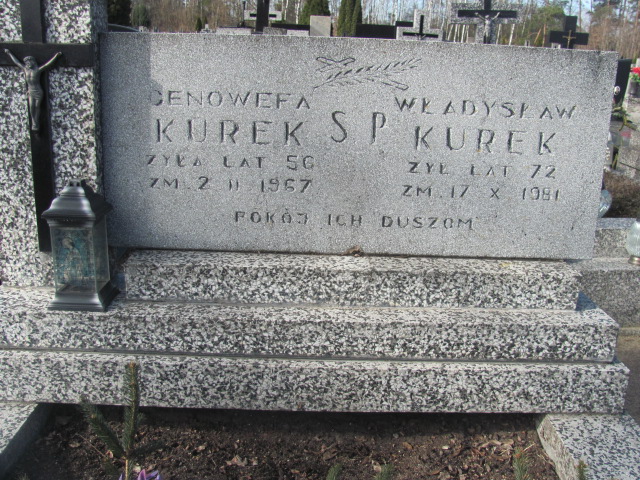 GENOWEFA
KUREK
ŻYŁA LAT 56
ZM. 2 II 1967
Ś P
WŁADYSŁAW
KUREK
ŻYŁ LAT 72
ZM. 17 X 1981
POKÓJ ICH DUSZOM